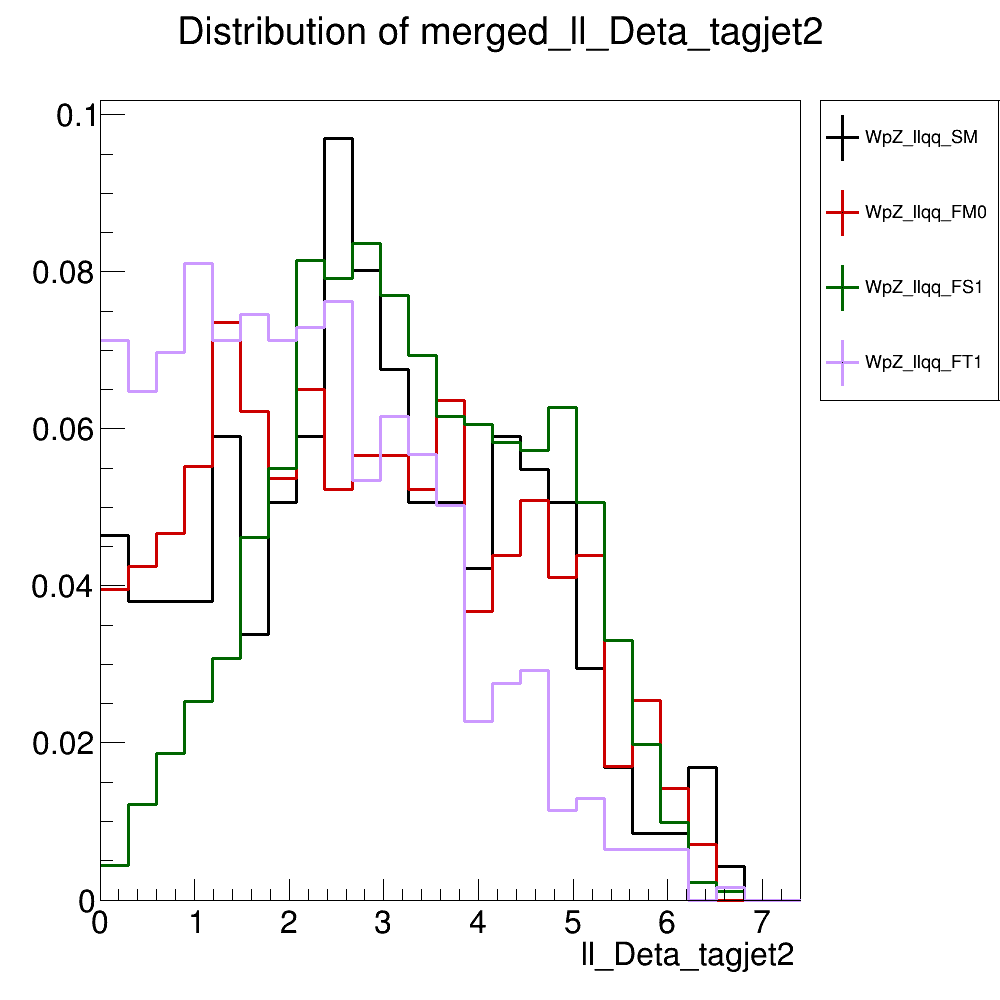 Distribution of merged_ll_Deta_tagjet2
0.1
0.08
0.06
0.04
0.02
0
0 1 2 3 4 5 6 7
ll_Deta_tagjet2
WpZ_llqq_SM
WpZ_llqq_FM0
WpZ_llqq_FS1
WpZ_llqq_FT1